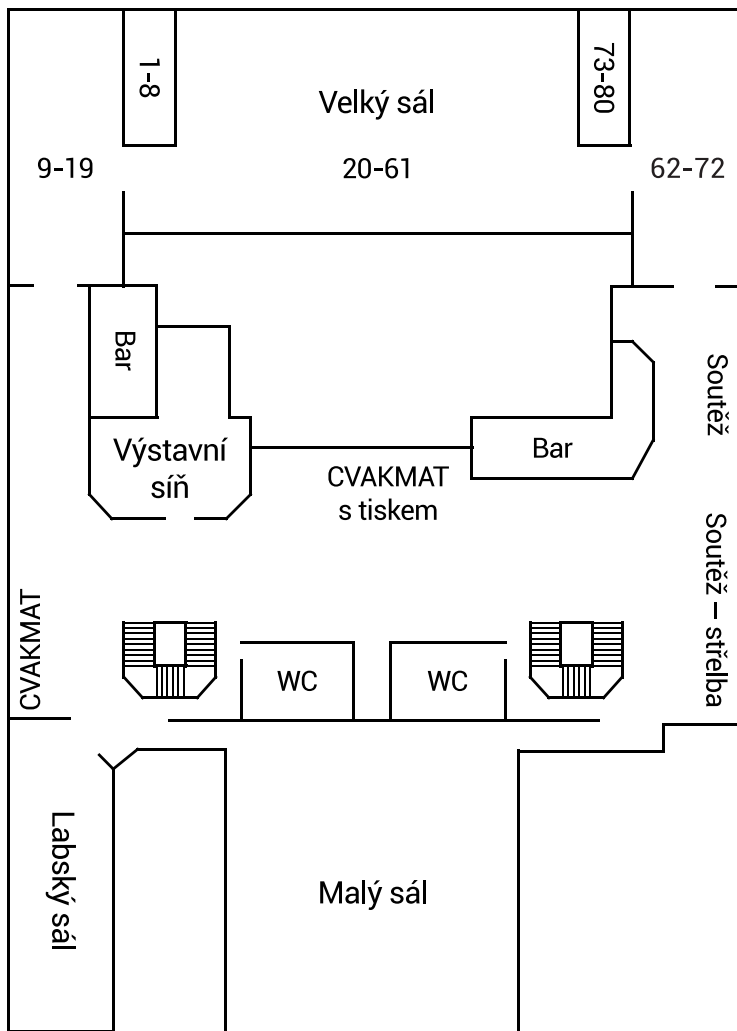 1-8
73-80
Velký sál
9-19
20-61
62-72
Bar
Soutěž
Výstavní
síň
Bar
CVAKMAT
s tiskem
Soutěž – střelba
CVAKMAT
WC
WC
Labský sál
Malý sál